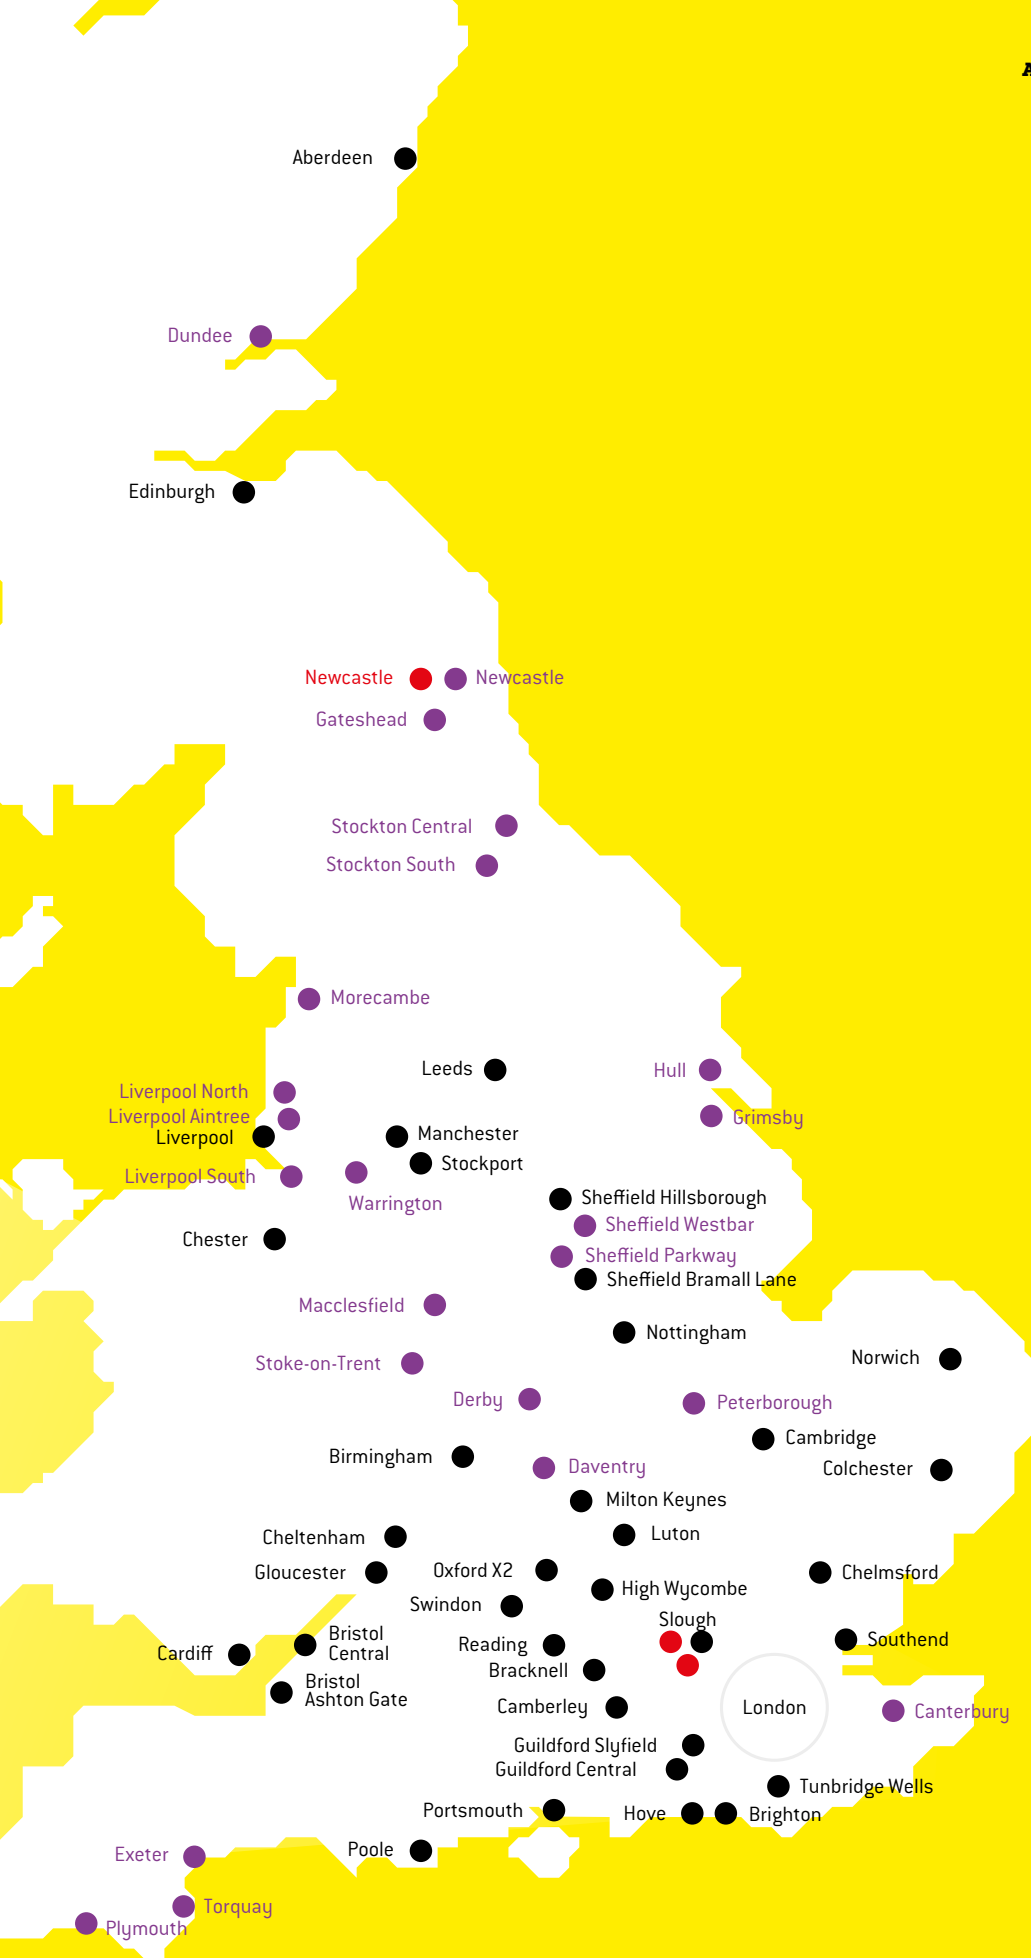 Aberdeen
Dundee
Edinburgh
Newcastle
Newcastle
Gateshead
Stockton Central
Stockton South
Morecambe
Leeds
Hull
Liverpool North
Liverpool Aintree
Grimsby
Liverpool
Manchester
Stockport
Liverpool South
Warrington
Sheffield Hillsborough
Sheffield Westbar
Chester
Sheffield Parkway
Sheffield Bramall Lane
Macclesfield
Nottingham
Norwich
Stoke-on-Trent
Derby
Peterborough
Cambridge
Birmingham
Daventry
Colchester
Milton Keynes
Luton
Cheltenham
Gloucester
Oxford X2
Chelmsford
High Wycombe
Swindon
Slough
Bristol
Central
Cardiff
Reading
Southend
Bracknell
Bristol
Ashton Gate
Camberley
London
Canterbury
Guildford Slyfield
Guildford Central
Tunbridge Wells
Portsmouth
Hove
Brighton
Poole
Exeter
Torquay
Plymouth